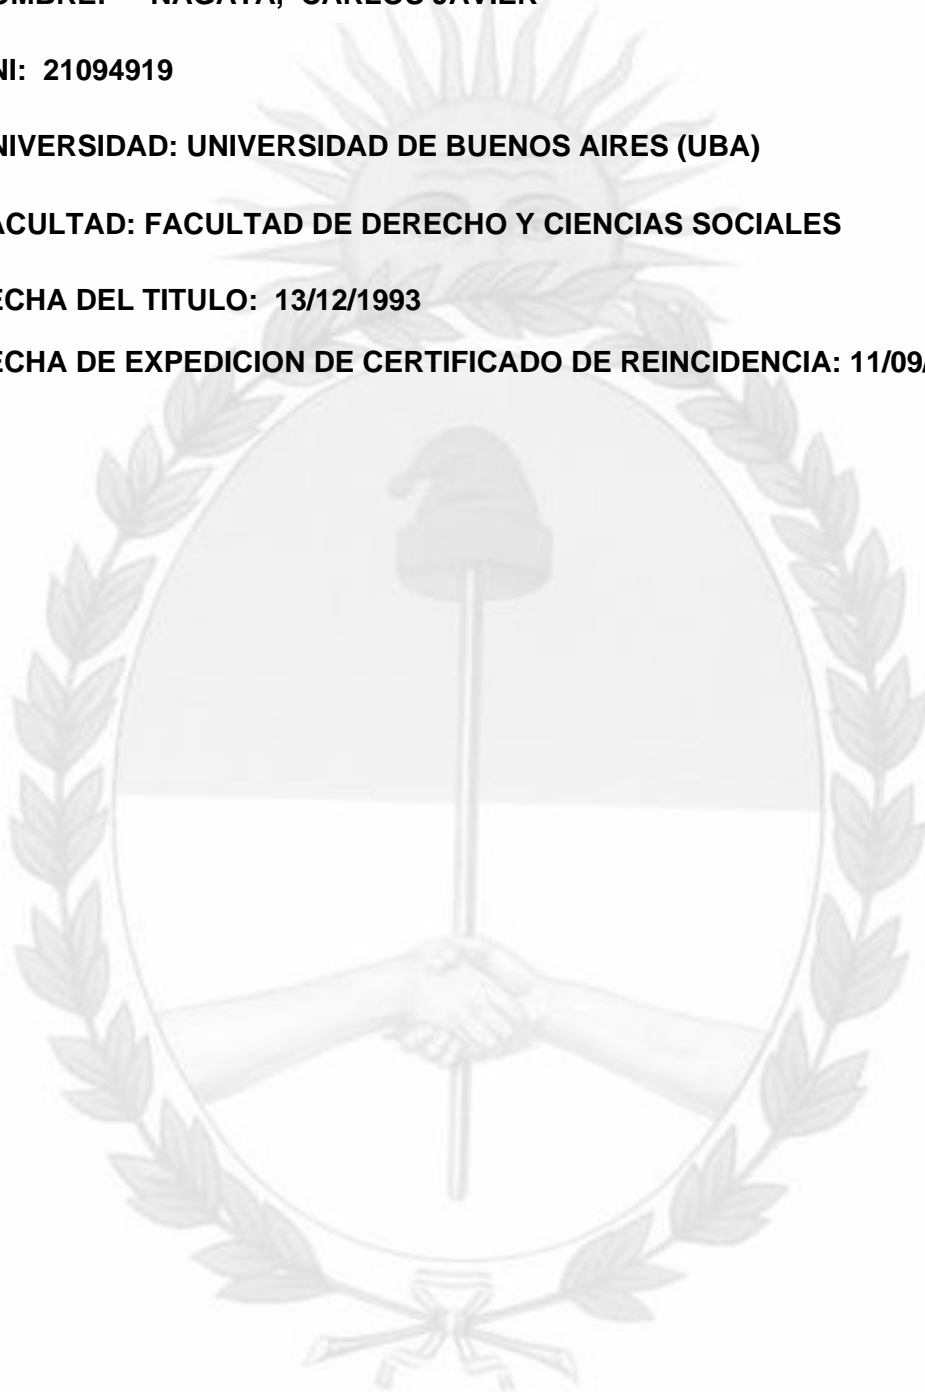 OMBRE: NAGATA, CARLOS JAVIER
NI: 21094919
NIVERSIDAD: UNIVERSIDAD DE BUENOS AIRES (UBA)
ACULTAD: FACULTAD DE DERECHO Y CIENCIAS SOCIALES
ECHA DEL TITULO: 13/12/1993
ECHA DE EXPEDICION DE CERTIFICADO DE REINCIDENCIA: 11/09/